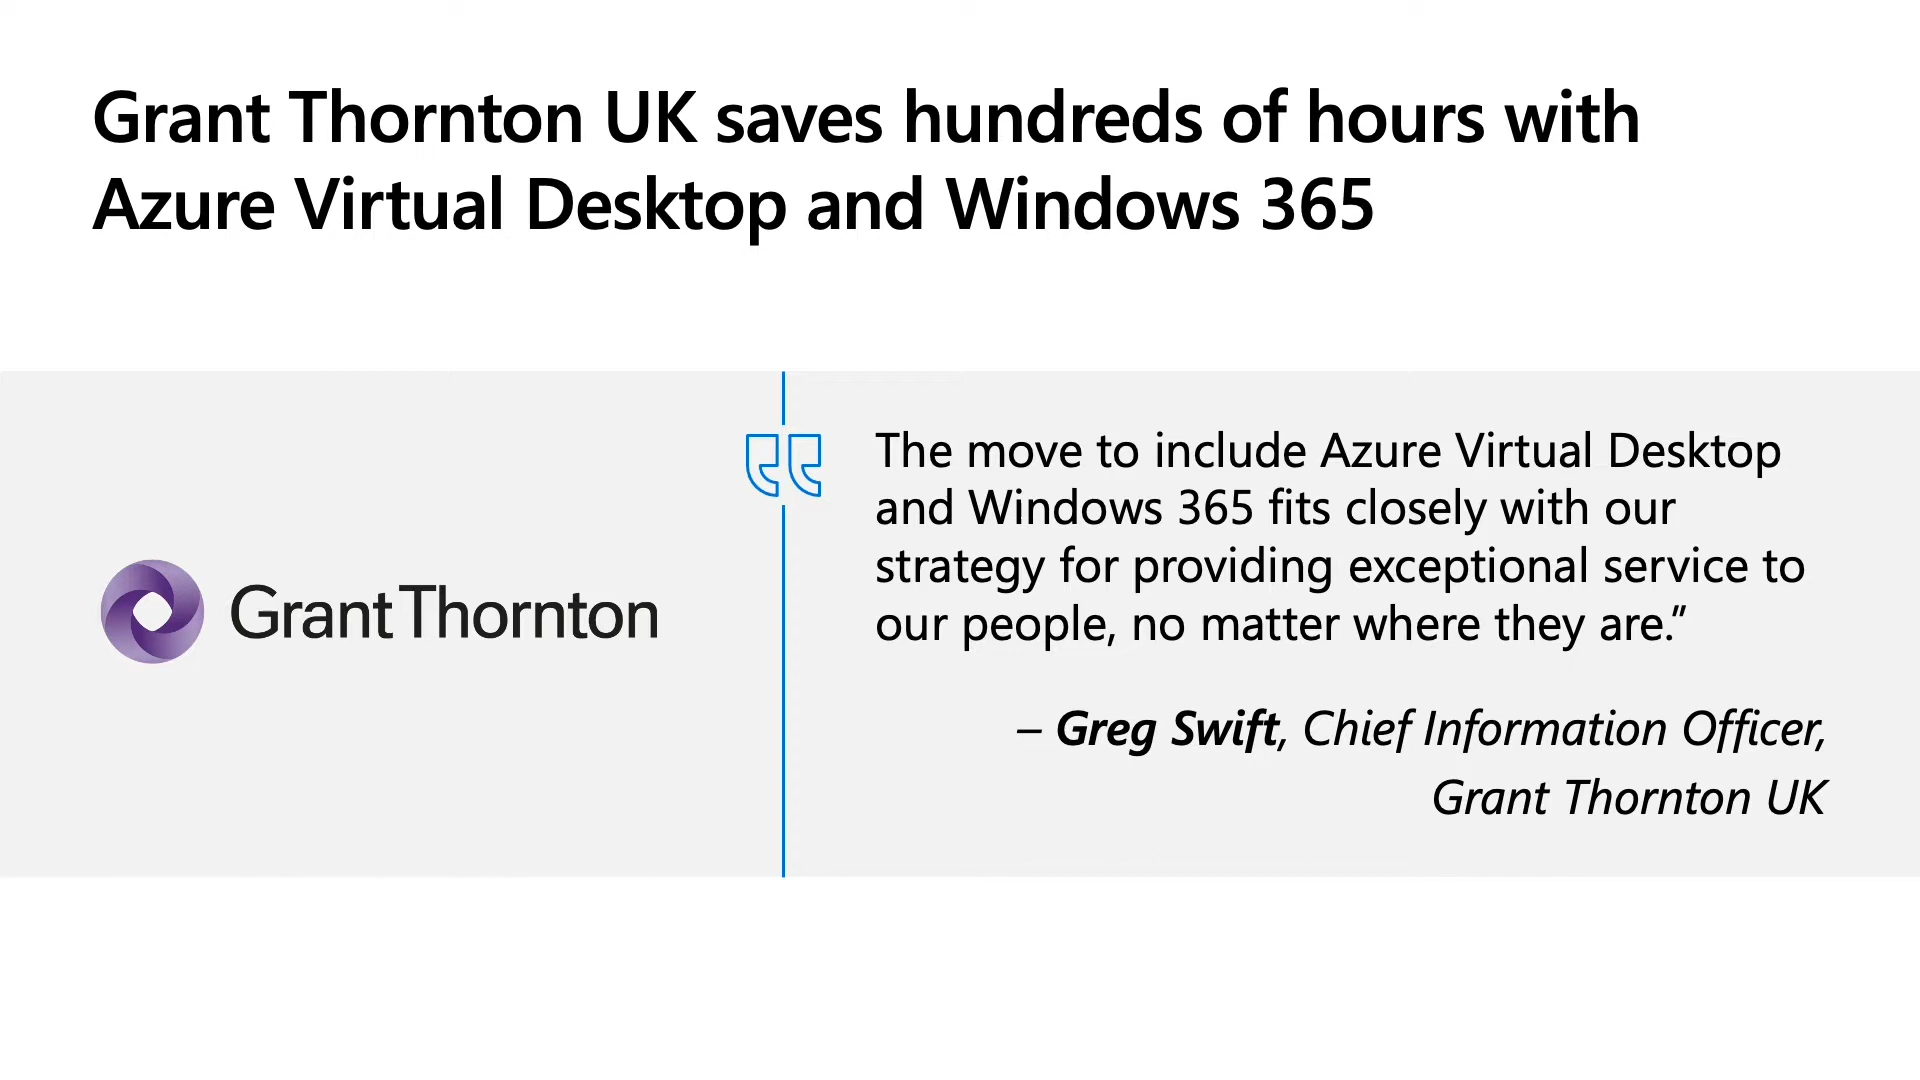 Grant Thornton UK saves hundreds of hours with
Azure Virtual Desktop and Windows 365
GrantThornton
The move to include Azure Virtual Desktop
and Windows 365 fits closely with our
strategy for providing exceptional service to
our people, no matter where they are.”
– Greg Swift, Chief Information Officer,
Grant Thornton UK